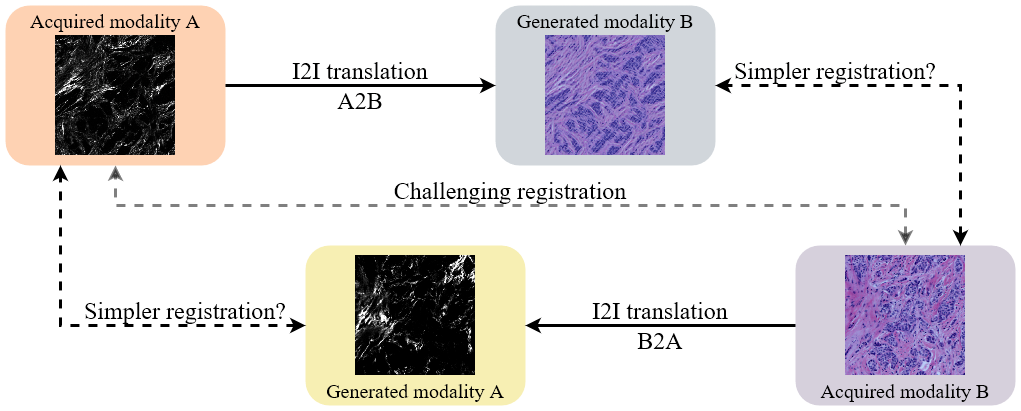 Acquired modality A
Generated modality B
I2I translation
A2B
Simpler registration?
Challenging registration
Simpler registration?
I2I translation
B2A
Generated modality A
Acquired modality B